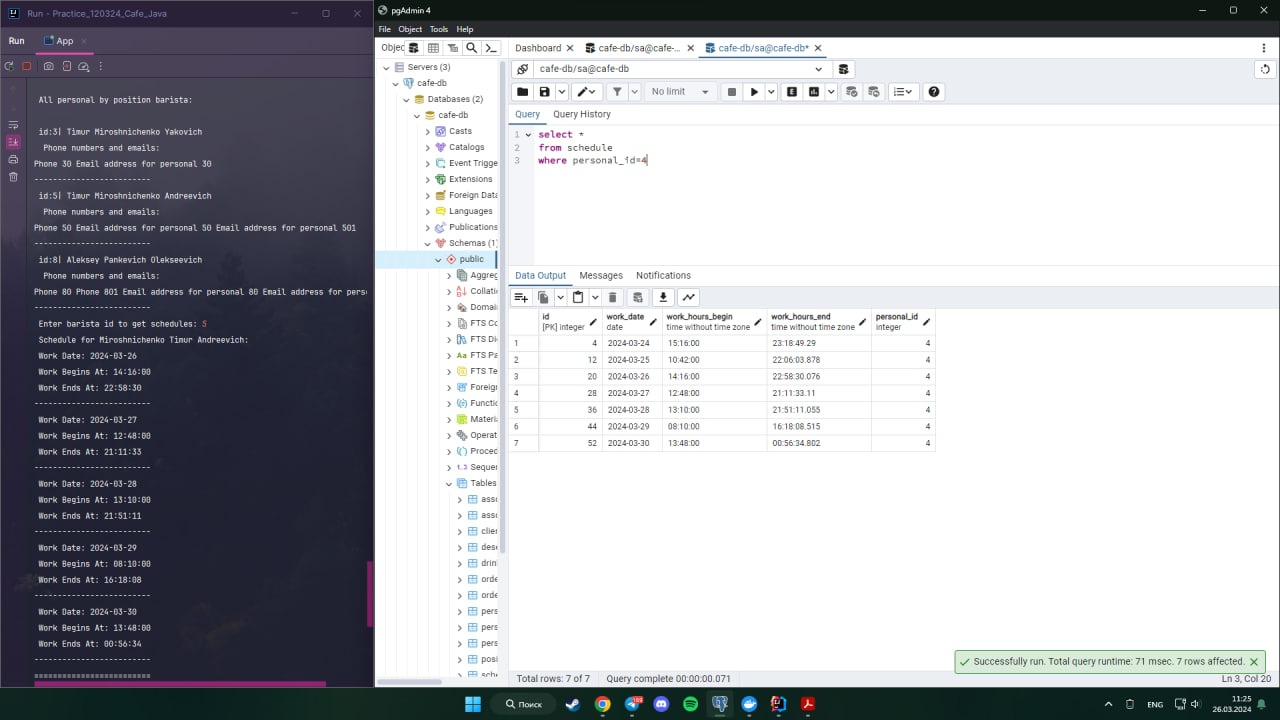 Run - Practice_120324_Cafe_Java
Run
App
All personal by position barista:
id:3| Timur Miroshnichenko Yakovich
Phone numbers and emails:
Phone 30 Email address for personal 30
-------------------------
id:5| Timur Miroshnichenko Andreevich
Phone numbers and emails:
Phone 50 Email address for personal 50 Email address for personal 501
-------------------------
id:8| Aleksey Pankevich Olekseevich
Phone numbers and emails:
Phone 80 Phone 801 Email address for personal 80 Email address for pers
-------------------------
Enter barista id to get schedules: 5
Schedule for Miroshnichenko Timur Andreevich:
Work Date: 2024-03-26
Work Begins At: 14:16:00
Work Ends At: 22:58:30
-------------------------
Work Date: 2024-03-27
Work Begins At: 12:48:00
Work Ends At: 21:11:33
-------------------------
Work Date: 2024-03-28
Work Begins At: 13:10:00
Work Ends At: 21:51:11
-------------------------
Work Date: 2024-03-29
Work Begins At: 08:10:00
Work Ends At: 16:18:08
-------------------------
Work Date: 2024-03-30
Work Begins At: 13:48:00
Work Ends At: 00:56:34
-------------------------
=========================
pgAdmin 4
File Object Tools Help
Objec
Servers (3)
cafe-db
Databases (2)
cafe-db
Casts
Catalogs
Event Trigge
Extensions
Foreign Data
Languages
Publications
Schemas (1)
public
Aggreg
Collatio
Domai
FTS Co
FTS Di
FTS Pa
FTS Te
Foreig
Functio
Materia
Operat
Proced
1..3 Sequer
Tables
asso
asso
clier
dese
drin
orde
orde
pers
pers
pers
posi
sche
Dashboard
cafe-db/sa@cafe-...
cafe-db/sa@cafe-db*
cafe-db/sa@cafe-db
No limit
Query Query History
1 select *
2 from schedule
3 where personal_id=4
Data Output Messages Notifications
id [PK] integer work_date date work_hours_begin time without time zone work_hours_end time without time zone personal_id integer
1 4 2024-03-24 15:16:00 23:18:49.29 4
2 12 2024-03-25 10:42:00 22:06:03.878 4
3 20 2024-03-26 14:16:00 22:58:30.076 4
4 28 2024-03-27 12:48:00 21:11:33.11 4
5 36 2024-03-28 13:10:00 21:51:11.055 4
6 44 2024-03-29 08:10:00 16:18:08.515 4
7 52 2024-03-30 13:48:00 00:56:34.802 4
Successfully run. Total query runtime: 71 msec. 7 rows affected.
Total rows: 7 of 7 Query complete 00:00:00.071 Ln 3, Col 20
Поиск
ENG
11:25
26.03.2024